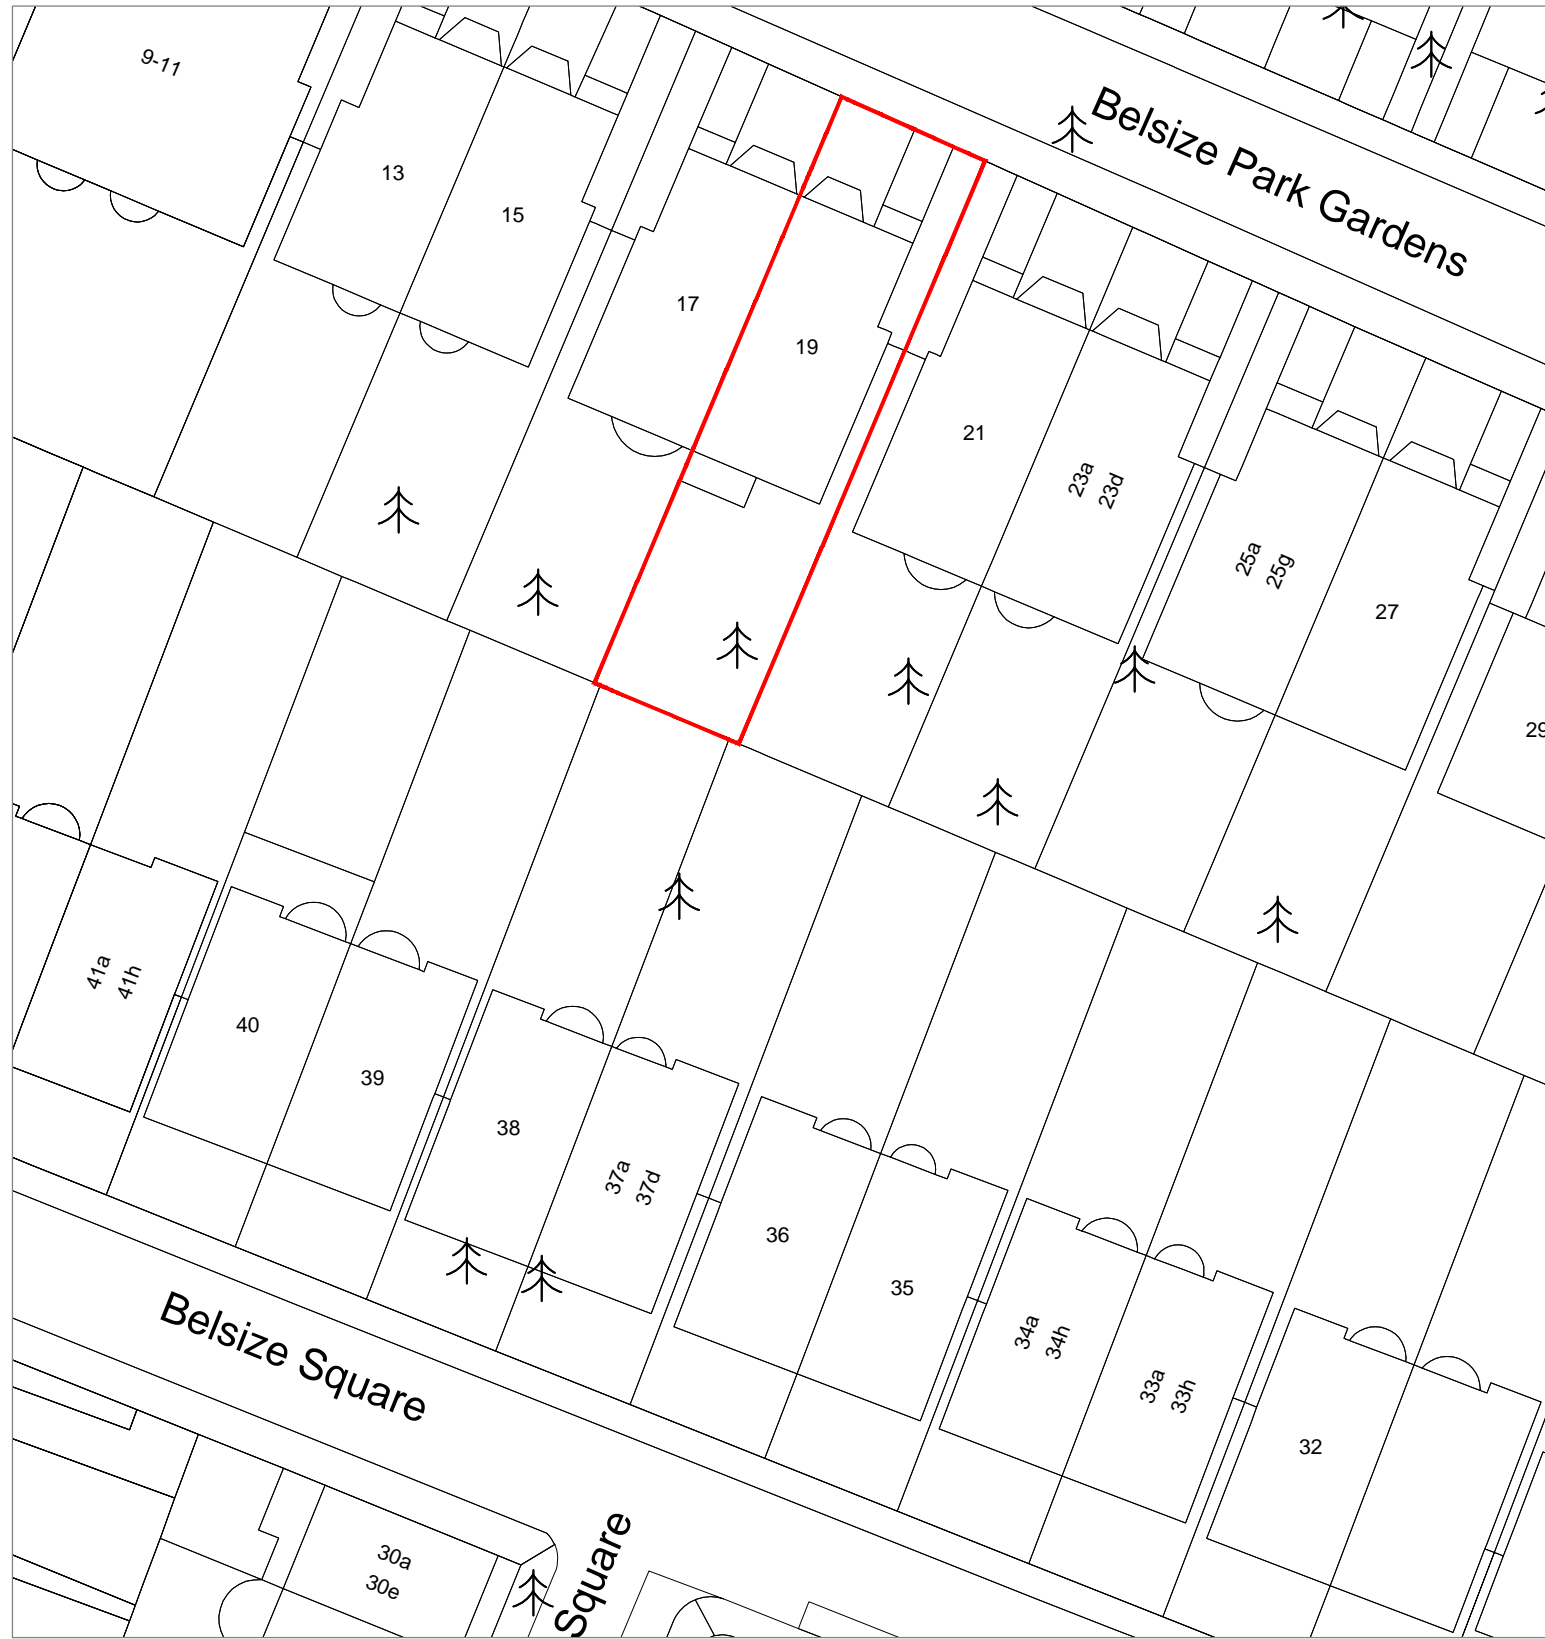 9-11
Belsize Park Gardens
13
15
17
19
21
23a
23d
25a
25g
27
29
41a
41h
40
39
38
37a
37d
36
35
34a
34h
33a
33h
32
Belsize Square
30a
30e
Square